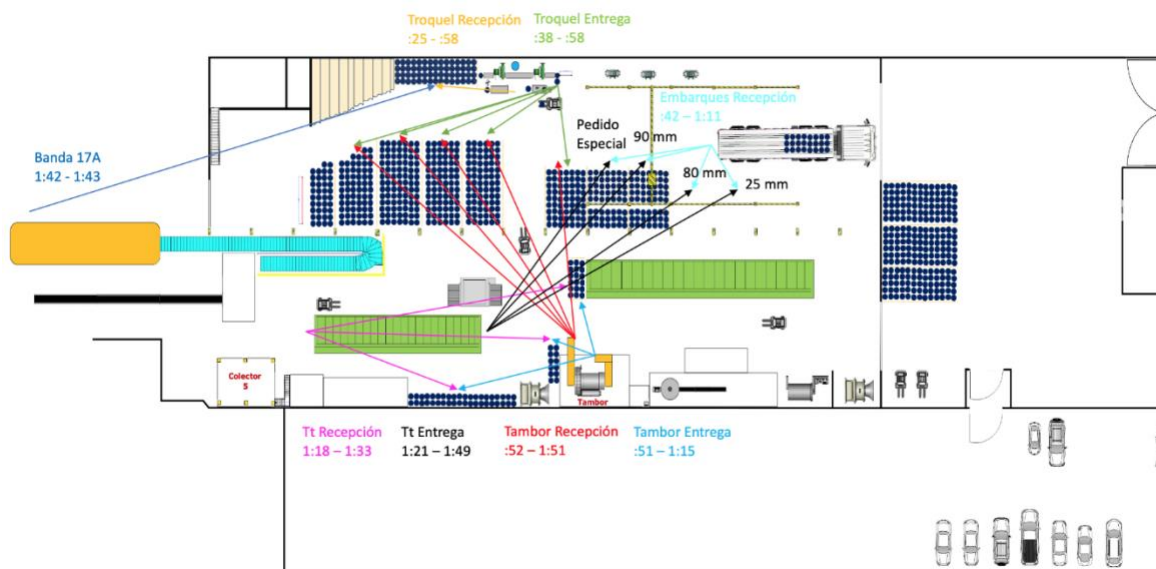 Troquel Recepción
:25 - :58
Troquel Entrega
:38 - :58
Embarques Recepción
:42 – 1:11
Pedido
Especial
90 mm
Banda 17A
1:42 - 1:43
80 mm
25 mm
Colector
5
Tambor
Tt Recepción
1:18 – 1:33
Tt Entrega
1:21 – 1:49
Tambor Recepción
:52 – 1:51
Tambor Entrega
:51 – 1:15